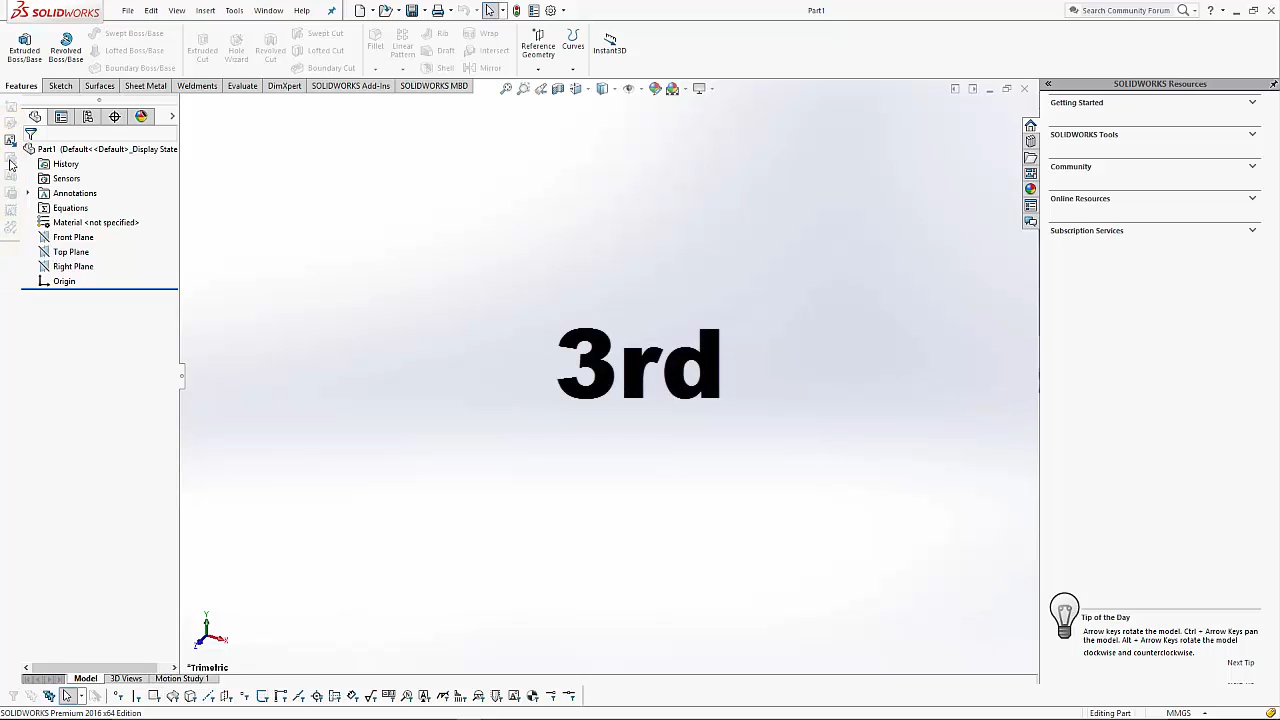 SOLIDWORKS File Edit View Insert Tools Window Help Part1 Search Community Forum ?
Extruded Boss/Base
Revolved Boss/Base
Swept Boss/Base
Lofted Boss/Base
Boundary Boss/Base
Extruded Cut
Hole Wizard
Revolved Cut
Swept Cut
Lofted Cut
Boundary Cut
Fillet
Linear Pattern
Rib
Draft
Shell
Wrap
Intersect
Mirror
Reference Geometry
Curves
Instant3D
Features Sketch Surfaces Sheet Metal Weldments Evaluate DimXpert SOLIDWORKS Add-Ins SOLIDWORKS MBD
Part1 (Default<<Default>_Display State
History
Sensors
Annotations
Equations
Material <not specified>
Front Plane
Top Plane
Right Plane
Origin
3rd
Y
X
Z
*Trimetric
SOLIDWORKS Resources
Getting Started
SOLIDWORKS Tools
Community
Online Resources
Subscription Services
Tip of the Day
Arrow keys rotate the model. Ctrl + Arrow Keys pan
the model. Alt + Arrow Keys rotate the model
clockwise and counterclockwise.
Next Tip
Model 3D Views Motion Study 1
SOLIDWORKS Premium 2016 x64 Edition Editing Part MMGS